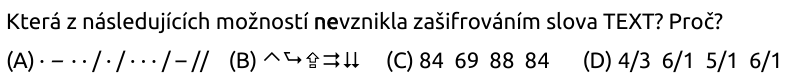 Která z následujících možností nevznikla zašifrováním slova TEXT? Proč?
(A) · – · · / · / · · · / – // (B) ^↪⇪⇉⇊ (C) 84 69 88 84 (D) 4/3 6/1 5/1 6/1